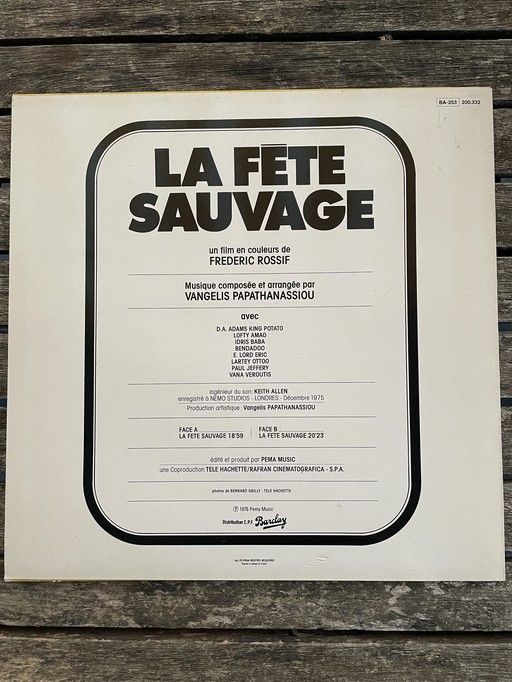 BA-253 200.332
LA FÊTE
SAUVAGE
un film en couleurs de
FREDERIC ROSSIF
Musique composée et arrangée par
VANGELIS PAPATHANASSIOU
avec
D.A. ADAMS KING POTATO
LOFTY AMAO
IDRIS BABA
BENDADOO
E. LORD ERIC
LARTEY OTTOO
PAUL JEFFERY
VANA VEROUTIS
ingénieur du son: KEITH ALLEN
enregistré à NEMO STUDIOS - LONDRES - Décembre 1975
Production artistique: Vangelis PAPATHANASSIOU
FACE A
LA FETE SAUVAGE 18'59
FACE B
LA FETE SAUVAGE 20'23
édité et produit par PEMA MUSIC
une Coproduction TELE HACHETTE/RAFRAN CINEMATOGRAFICA - S.P.A.
photos de BERNARD GEILLY - TELE HACHETTE
Ⓟ 1976 Pema Music
Distribution C.P.F. Barclay